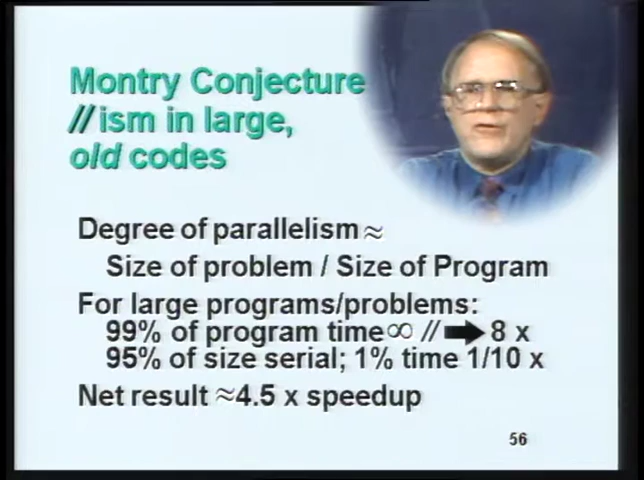 Montry Conjecture
// ism in large,
old codes
Degree of parallelism ≈
Size of problem / Size of Program
For large programs/problems:
99% of program time ∞ // ➡ 8 x
95% of size serial; 1% time 1/10 x
Net result ≈4.5 x speedup
56